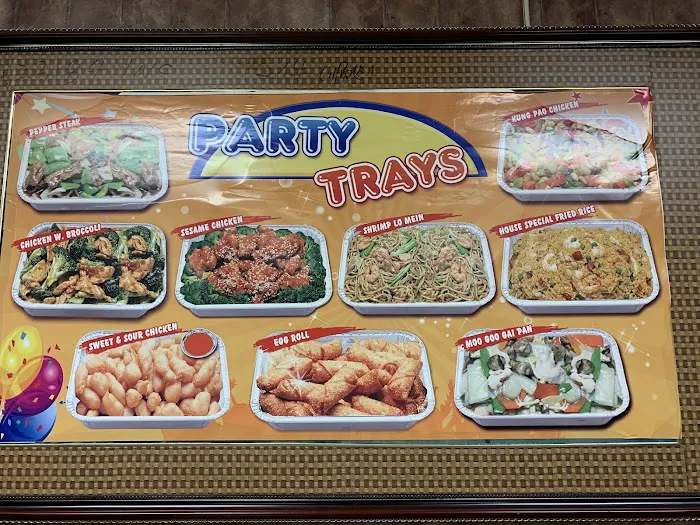 PARTY
TRAYS
PEPPER STEAK
KUNG PAO CHICKEN
CHICKEN W. BROCCOLI
SESAME CHICKEN
SHRIMP LO MEIN
HOUSE SPECIAL FRIED RICE
SWEET & SOUR CHICKEN
EGG ROLL
MOO GOO GAI PAN